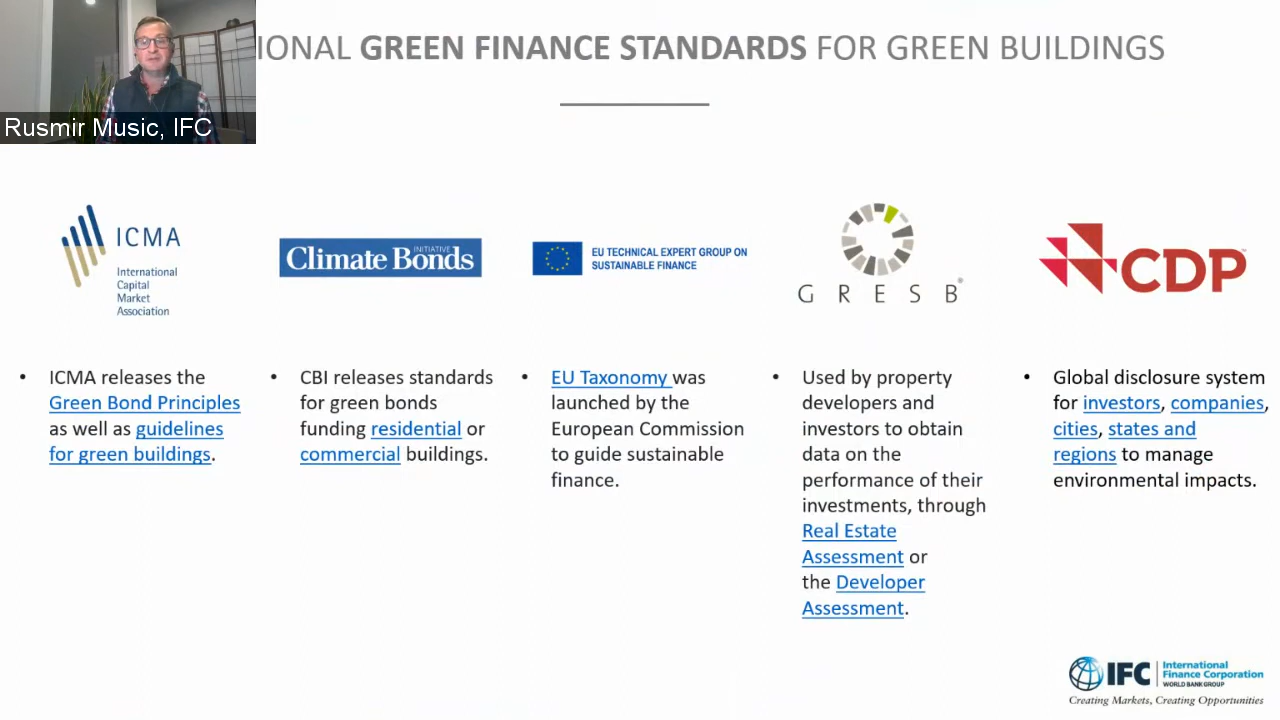 IONAL GREEN FINANCE STANDARDS FOR GREEN BUILDINGS
Rusmir Music, IFC
ICMA
International
Capital
Market
Association
Climate Bonds
INITIATIVE
EU TECHNICAL EXPERT GROUP ON
SUSTAINABLE FINANCE
GRESB®
CDP
• ICMA releases the
Green Bond Principles
as well as guidelines
for green buildings.
• CBI releases standards
for green bonds
funding residential or
commercial buildings.
• EU Taxonomy was
launched by the
European Commission
to guide sustainable
finance.
• Used by property
developers and
investors to obtain
data on the
performance of their
investments, through
Real Estate
Assessment or
the Developer
Assessment.
• Global disclosure system
for investors, companies,
cities, states and
regions to manage
environmental impacts.
IFC
International
Finance Corporation
WORLD BANK GROUP
Creating Markets, Creating Opportunities